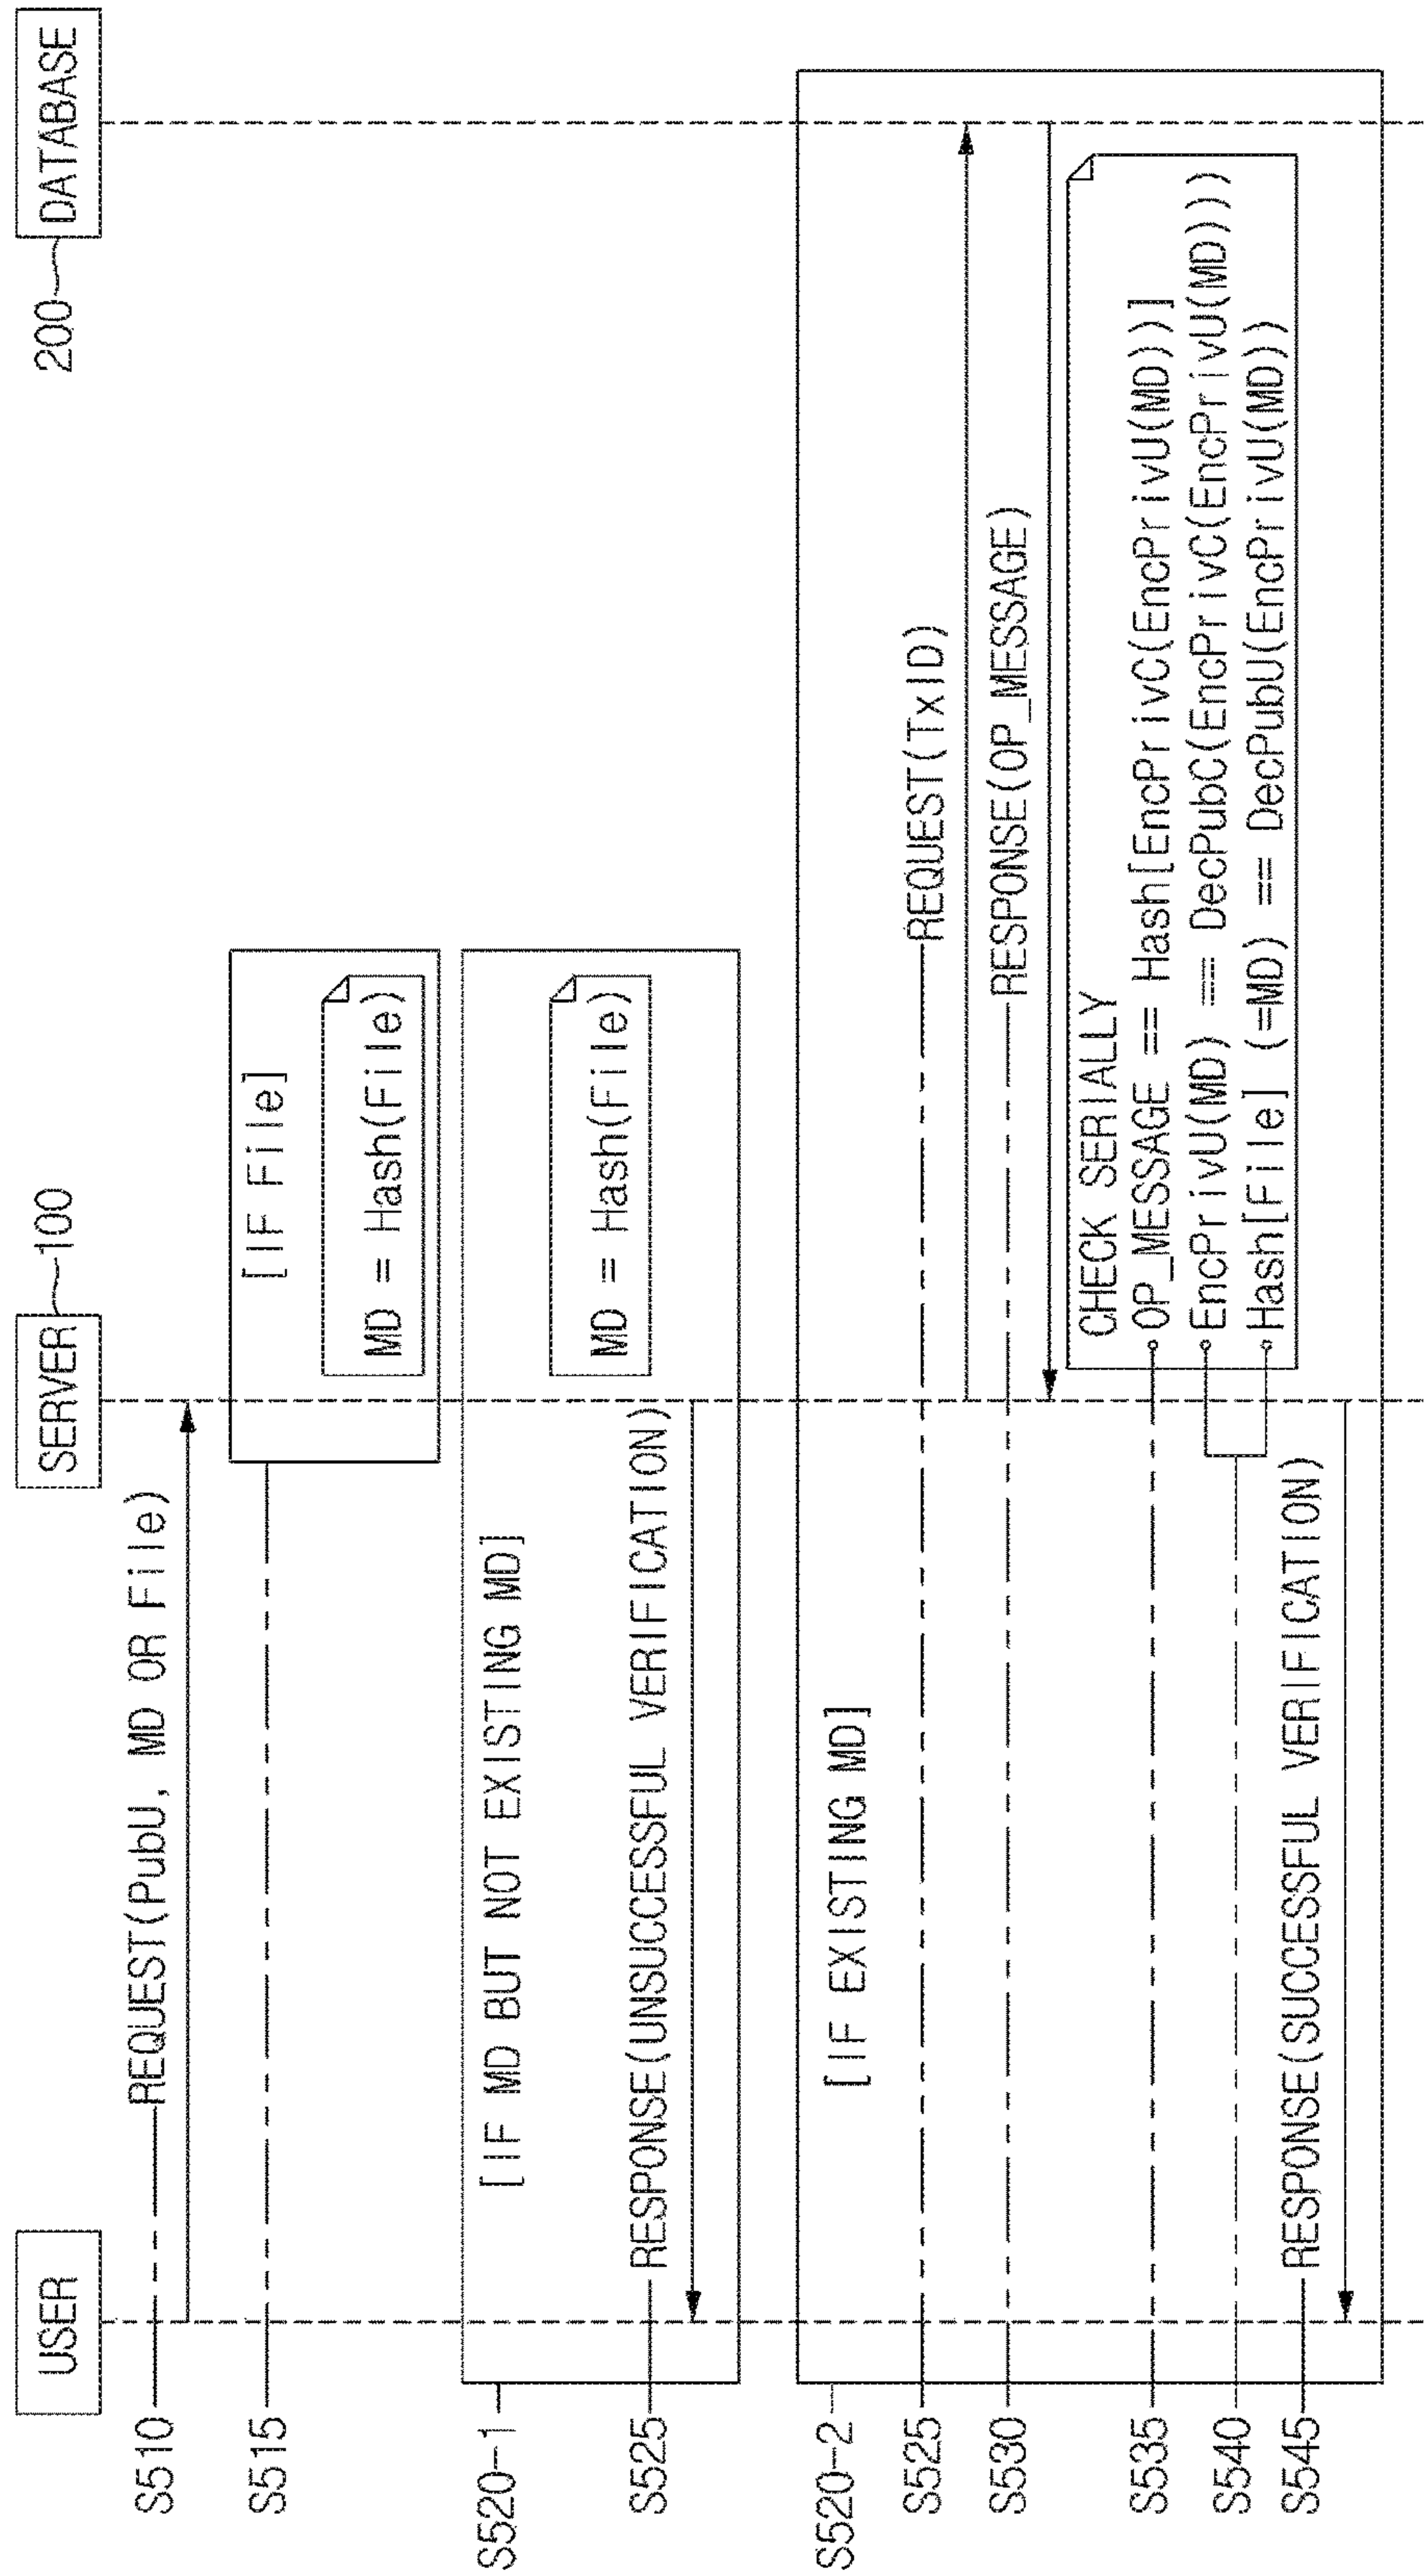 USER
SERVER 100
200 DATABASE
S510 REQUEST(PubU, MD OR File)
S515
[IF File]
MD = Hash(File)
S520-1
[IF MD BUT NOT EXISTING MD]
MD = Hash(File)
S525 RESPONSE(UNSUCCESSFUL VERIFICATION)
S520-2
[IF EXISTING MD]
S525 REQUEST(TxID)
S530 RESPONSE(OP_MESSAGE)
CHECK SERIALLY
S535 OP_MESSAGE == Hash[EncPrivC(EncPrivU(MD))]
EncPrivU(MD) == DecPubC(EncPrivC(EncPrivU(MD))))
S540
Hash[File] (=MD) == DecPubU(EncPrivU(MD)))
S545 RESPONSE(SUCCESSFUL VERIFICATION)